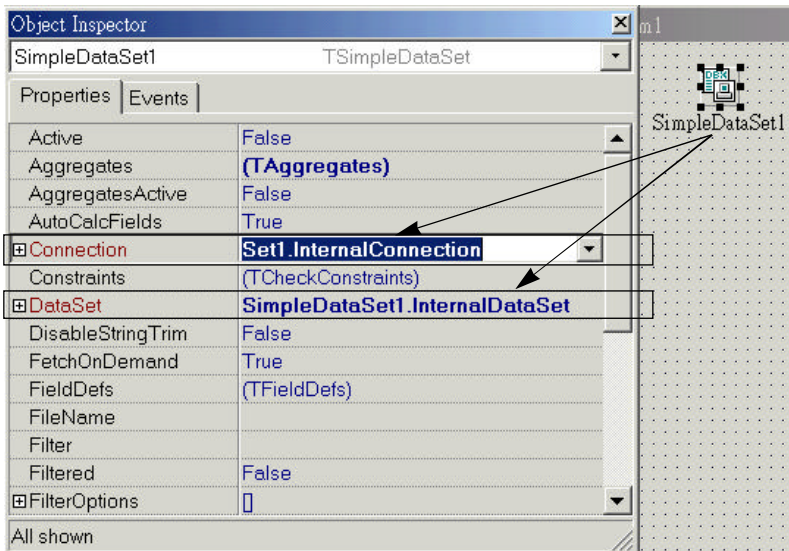 Object Inspector
m1
SimpleDataSet1 TSimpleDataSet
Properties Events
DBX
SimpleDataSet1
Active False
Aggregates (TAggregates)
AggregatesActive False
AutoCalcFields True
Connection Set1.InternalConnection
Constraints (TCheckConstraints)
DataSet SimpleDataSet1.InternalDataSet
DisableStringTrim False
FetchOnDemand True
FieldDefs (TFieldDefs)
FileName
Filter
Filtered False
FilterOptions []
All shown